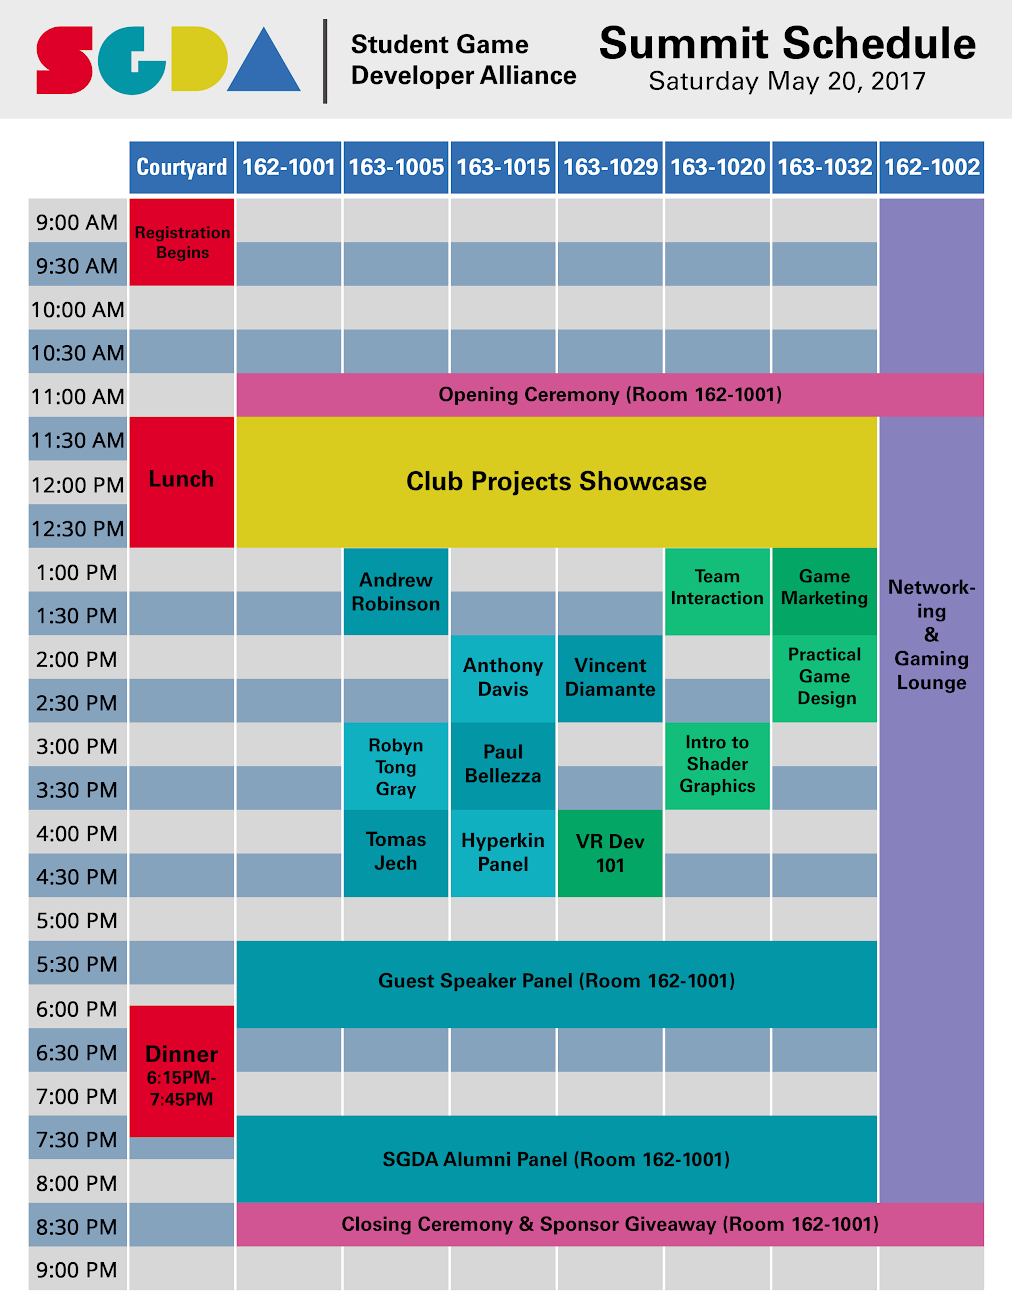 SGDA
Student Game
Developer Alliance
Summit Schedule
Saturday May 20, 2017
Courtyard 162-1001 163-1005 163-1015 163-1029 163-1020 163-1032 162-1002
9:00 AM
Registration
Begins
9:30 AM
10:00 AM
10:30 AM
11:00 AM
Opening Ceremony (Room 162-1001)
11:30 AM
12:00 PM
Lunch
Club Projects Showcase
12:30 PM
1:00 PM
Andrew
Robinson
Team
Interaction
Game
Marketing
Network-
ing
&
Gaming
Lounge
1:30 PM
2:00 PM
Anthony
Davis
Vincent
Diamante
Practical
Game
Design
2:30 PM
3:00 PM
Robyn
Tong
Gray
Paul
Bellezza
Intro to
Shader
Graphics
3:30 PM
4:00 PM
Tomas
Jech
Hyperkin
Panel
VR Dev
101
4:30 PM
5:00 PM
5:30 PM
Guest Speaker Panel (Room 162-1001)
6:00 PM
6:30 PM
Dinner
6:15PM-
7:45PM
7:00 PM
7:30 PM
SGDA Alumni Panel (Room 162-1001)
8:00 PM
8:30 PM
Closing Ceremony & Sponsor Giveaway (Room 162-1001)
9:00 PM